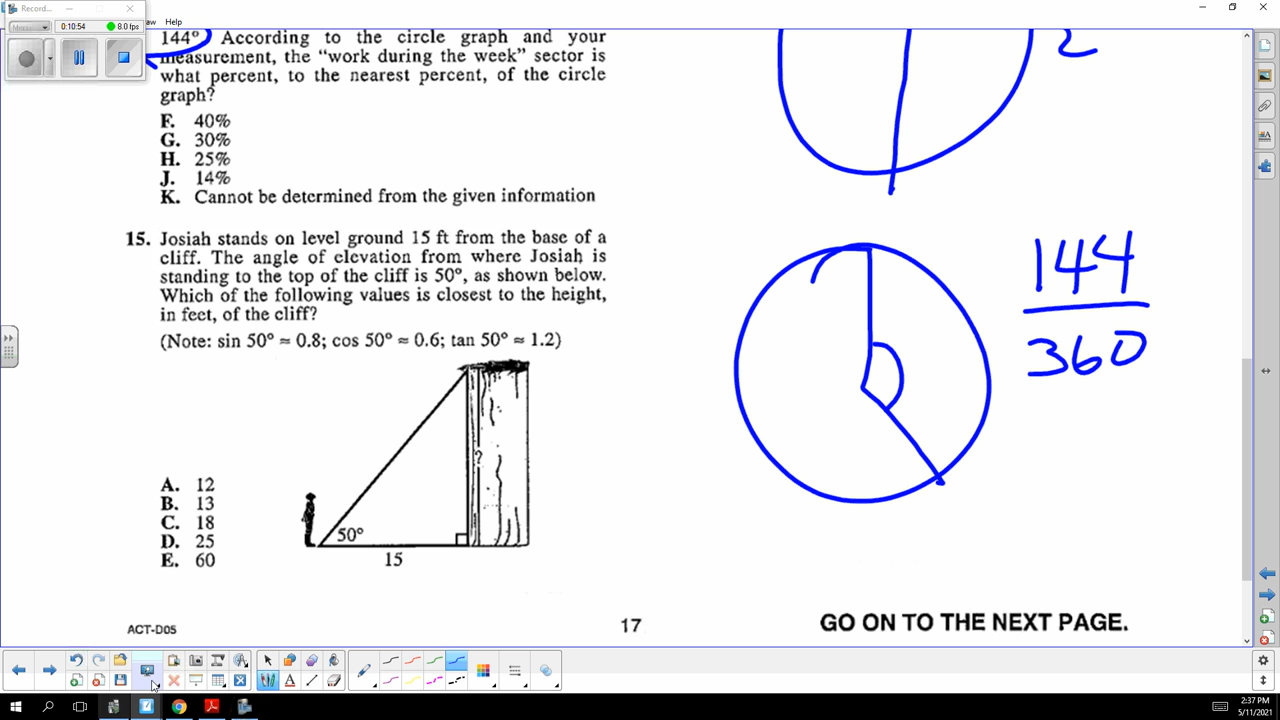 Record...
0:10:54
8.0 fps
aw Help
144° According to the circle graph and your
measurement, the “work during the week” sector is
what percent, to the nearest percent, of the circle
graph?
F. 40%
G. 30%
H. 25%
J. 14%
K. Cannot be determined from the given information
2
15. Josiah stands on level ground 15 ft from the base of a
cliff. The angle of elevation from where Josiah is
standing to the top of the cliff is 50°, as shown below.
Which of the following values is closest to the height,
in feet, of the cliff?
(Note: sin 50° ≈ 0.8; cos 50° ≈ 0.6; tan 50° ≈ 1.2)
144
360
?
50°
15
A. 12
B. 13
C. 18
D. 25
E. 60
ACT-D05
17
GO ON TO THE NEXT PAGE.
2:37 PM
5/11/2021